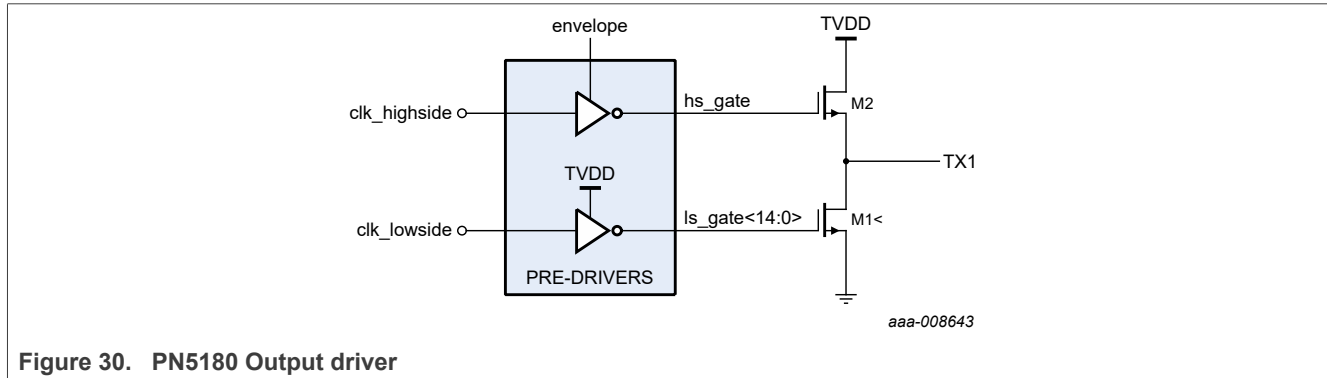 envelope
TVDD
clk_highside
hs_gate
M2
TX1
TVDD
clk_lowside
ls_gate<14:0>
M1<
PRE-DRIVERS
aaa-008643
Figure 30. PN5180 Output driver